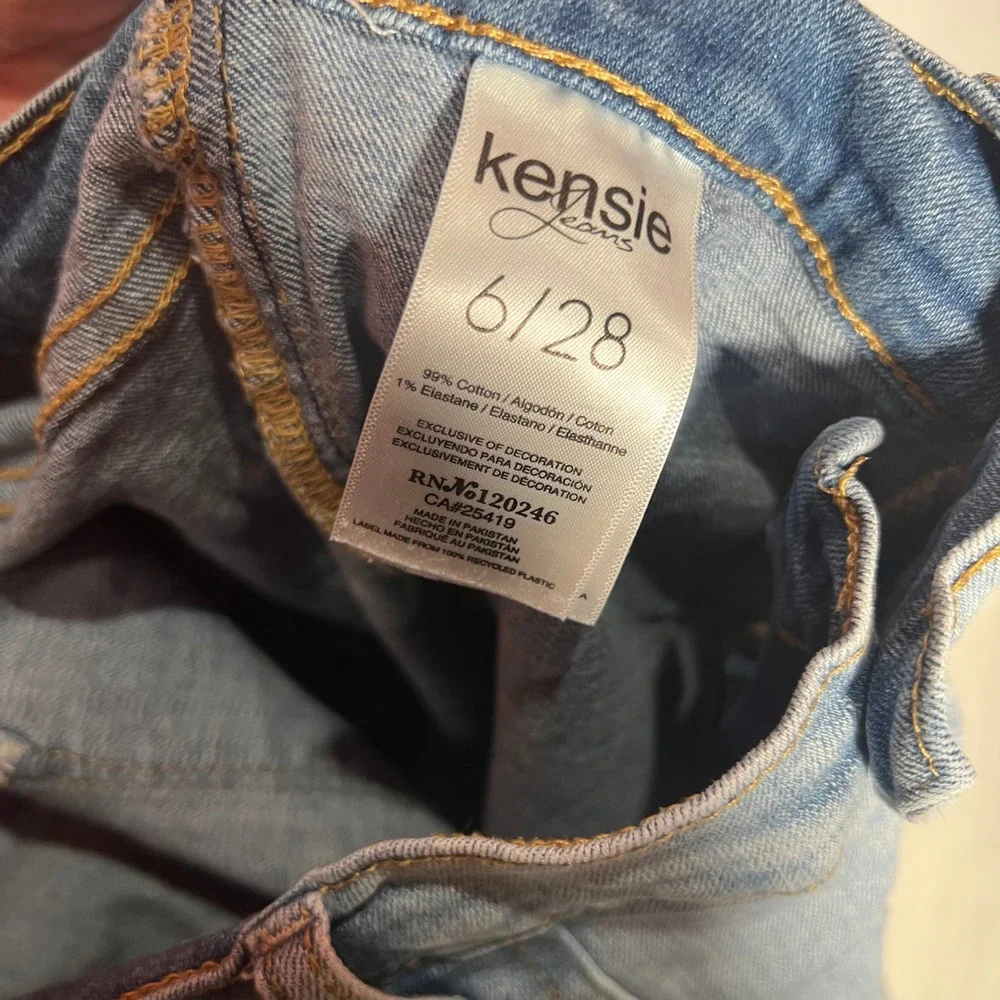 kensie
Jeans
6/28
99% Cotton / Algodón / Coton
1% Elastane / Elastano / Elasthanne
EXCLUSIVE OF DECORATION
EXCLUYENDO PARA DECORACIÓN
EXCLUSIVEMENT DE DÉCORATION
RN№120246
CA#25419
MADE IN PAKISTAN
HECHO EN PAKISTÁN
FABRIQUÉ AU PAKISTAN
LABEL MADE FROM 100% RECYCLED PLASTIC
A